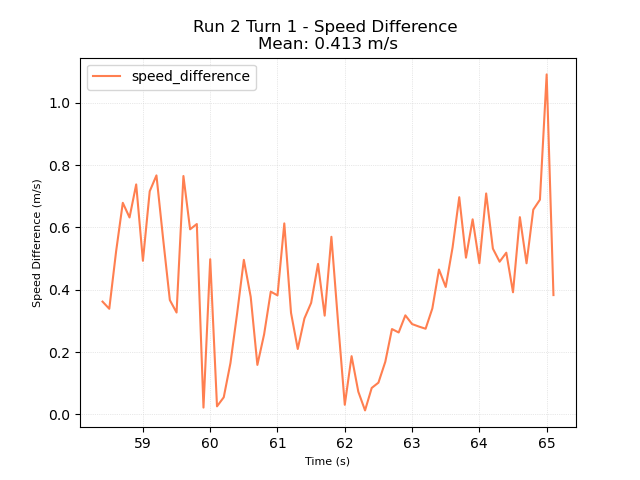 Run 2 Turn 1 - Speed Difference
Mean: 0.413 m/s
speed_difference
1.0
0.8
0.6
0.4
0.2
0.0
Speed Difference (m/s)
59 60 61 62 63 64 65
Time (s)